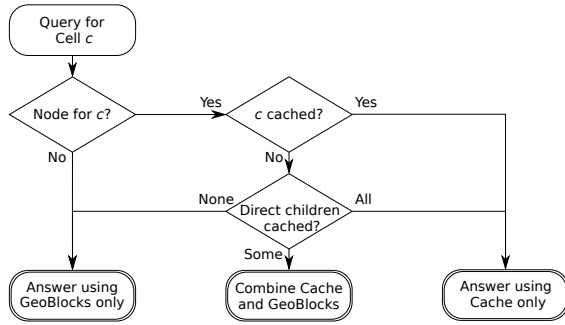 Query for
Cell c
Node for c?
Yes
c cached?
Yes
No
No
None
Direct children
cached?
All
Some
Answer using
GeoBlocks only
Combine Cache
and GeoBlocks
Answer using
Cache only